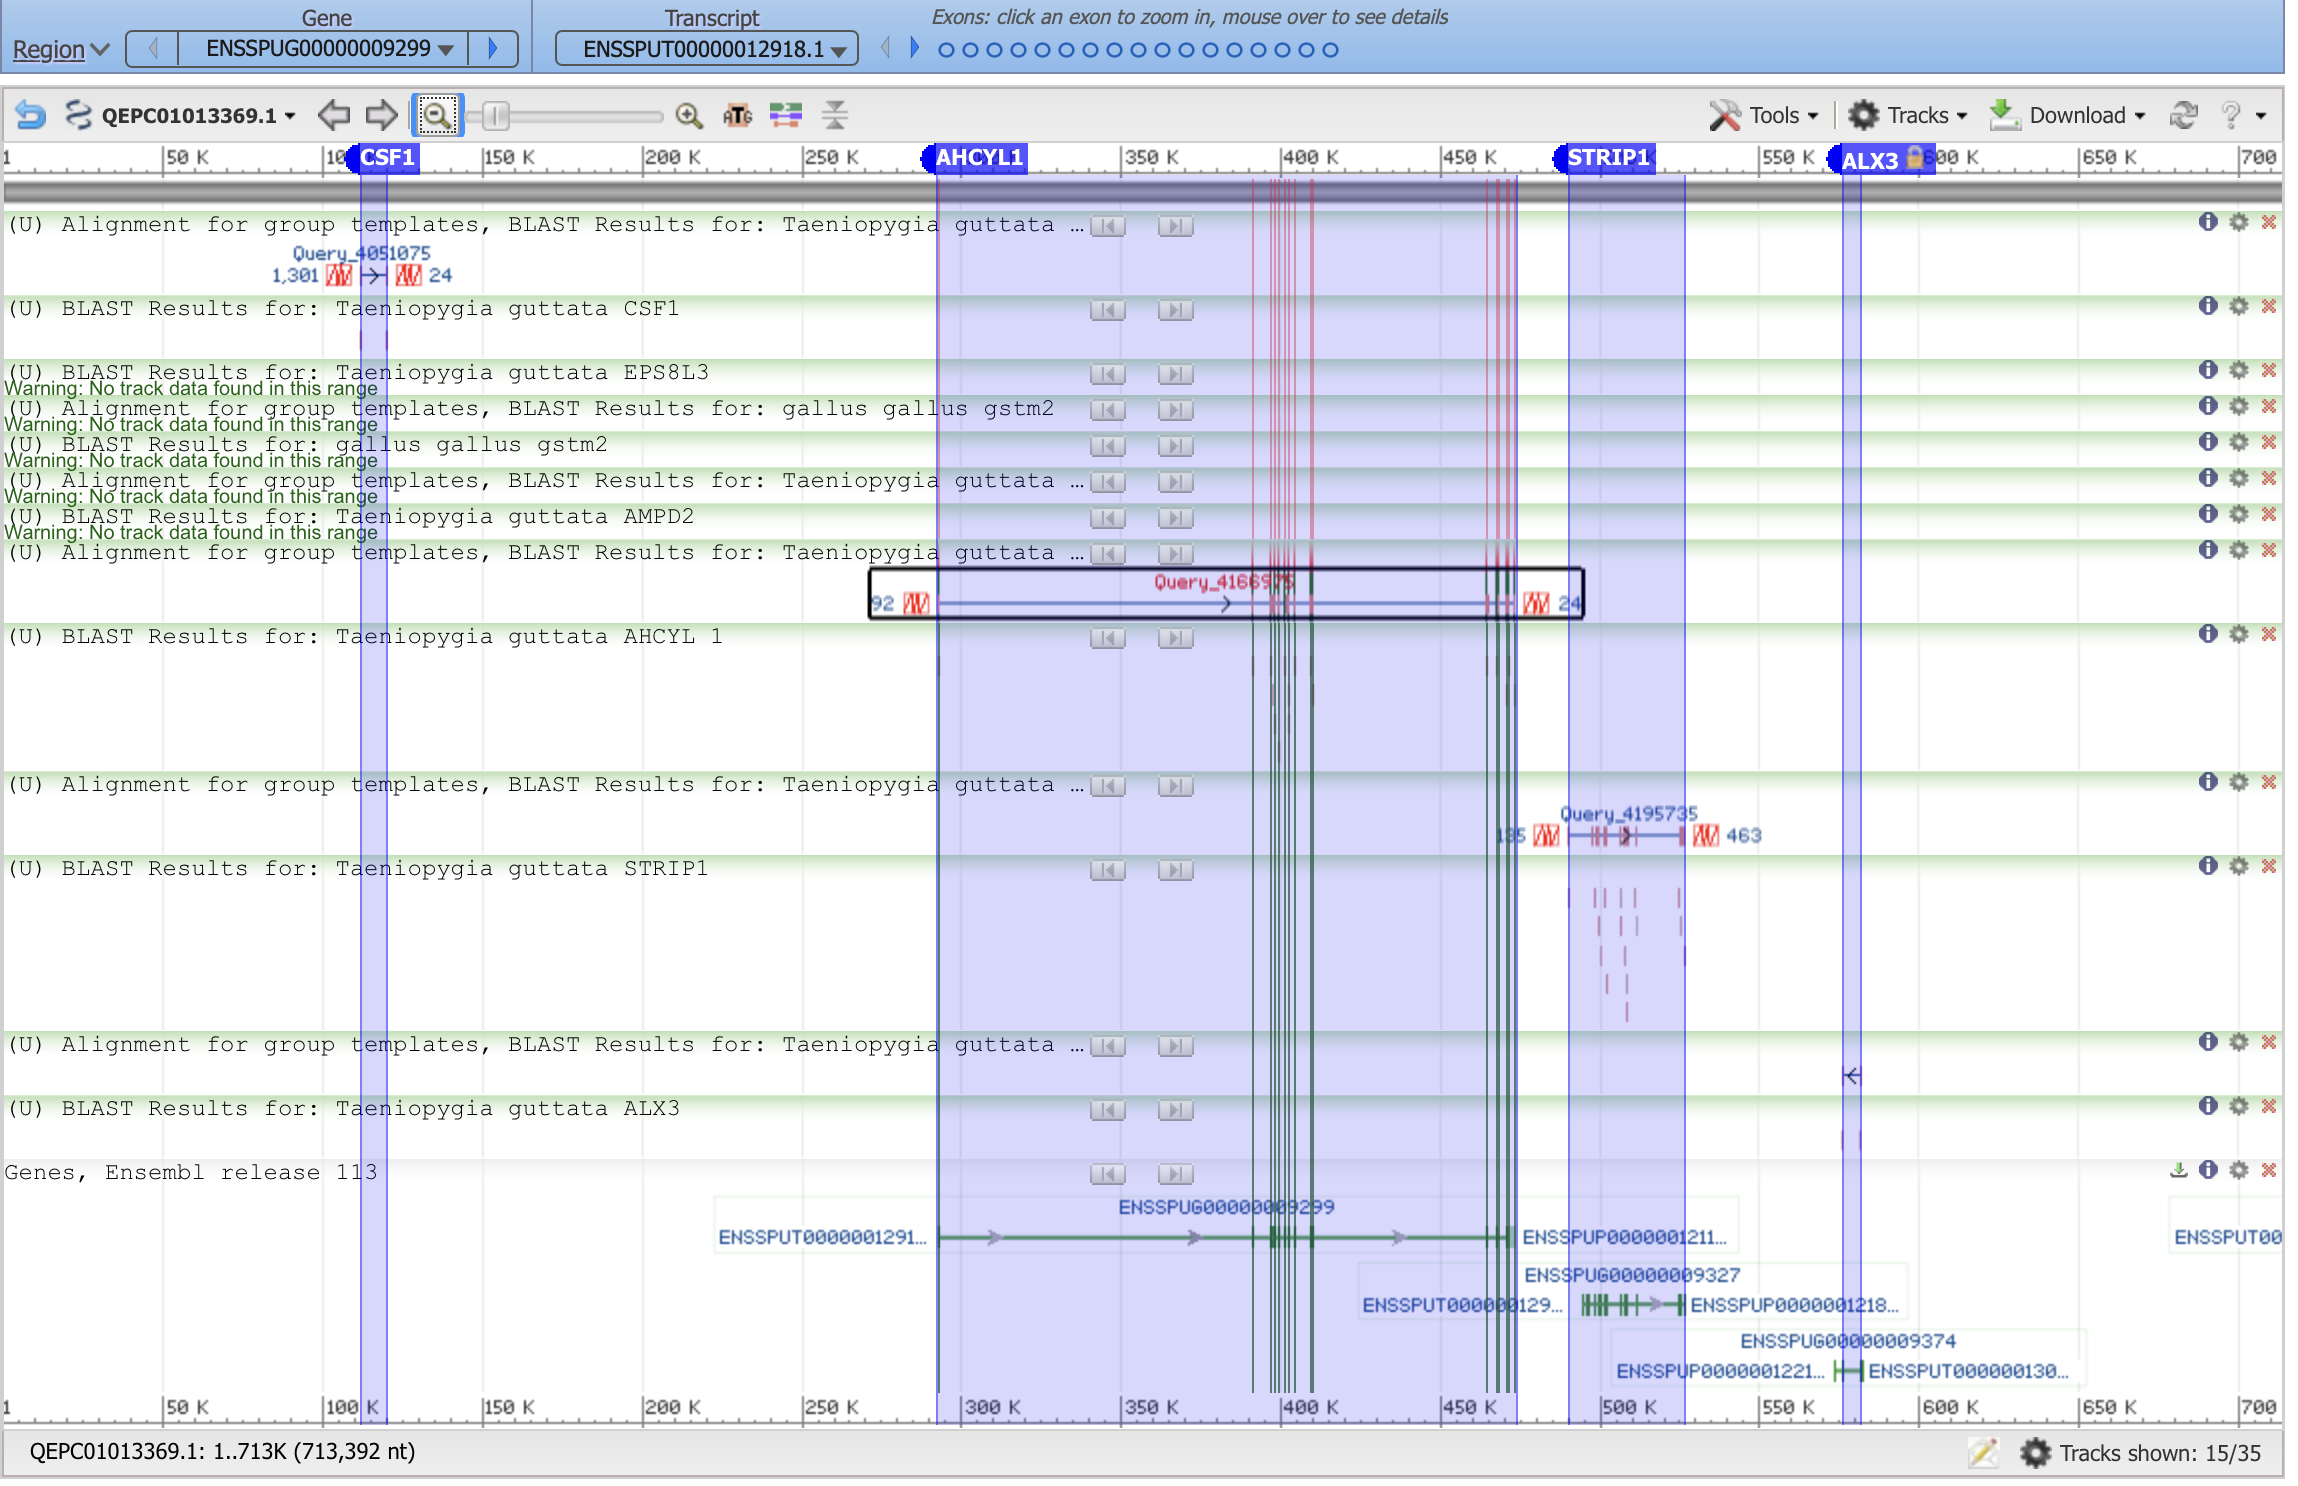 Gene Transcript Exons: click an exon to zoom in, mouse over to see details
Region ENSSPUG00000009299 ENSSPUT00000012918.1
QEPC01013369.1 ATG Tools Tracks Download ?
1 50 K 10 CSF1 150 K 200 K 250 K AHCYL1 350 K 400 K 450 K STRIP1 550 K ALX3 600 K 650 K 700
(U) Alignment for group templates, BLAST Results for: Taeniopygia guttata ...
Query_4051075
1,301 24
(U) BLAST Results for: Taeniopygia guttata CSF1
(U) BLAST Results for: Taeniopygia guttata EPS8L3
Warning: No track data found in this range
(U) Alignment for group templates, BLAST Results for: gallus gallus gstm2
Warning: No track data found in this range
(U) BLAST Results for: gallus gallus gstm2
Warning: No track data found in this range
(U) Alignment for group templates, BLAST Results for: Taeniopygia guttata ...
Warning: No track data found in this range
(U) BLAST Results for: Taeniopygia guttata AMPD2
Warning: No track data found in this range
(U) Alignment for group templates, BLAST Results for: Taeniopygia guttata ...
Query_4166975
92 24
(U) BLAST Results for: Taeniopygia guttata AHCYL 1
(U) Alignment for group templates, BLAST Results for: Taeniopygia guttata ...
Query_4195735
135 463
(U) BLAST Results for: Taeniopygia guttata STRIP1
(U) Alignment for group templates, BLAST Results for: Taeniopygia guttata ...
(U) BLAST Results for: Taeniopygia guttata ALX3
Genes, Ensembl release 113
ENSSPUG00000009299
ENSSPUT0000001291... ENSSPUP0000001211... ENSSPUT00
ENSSPUG00000009327
ENSSPUT000000129... ENSSPUP0000001218...
ENSSPUG00000009374
ENSSPUP0000001221... ENSSPUT000000130...
1 50 K 100 K 150 K 200 K 250 K 300 K 350 K 400 K 450 K 500 K 550 K 600 K 650 K 700
QEPC01013369.1: 1..713K (713,392 nt) Tracks shown: 15/35